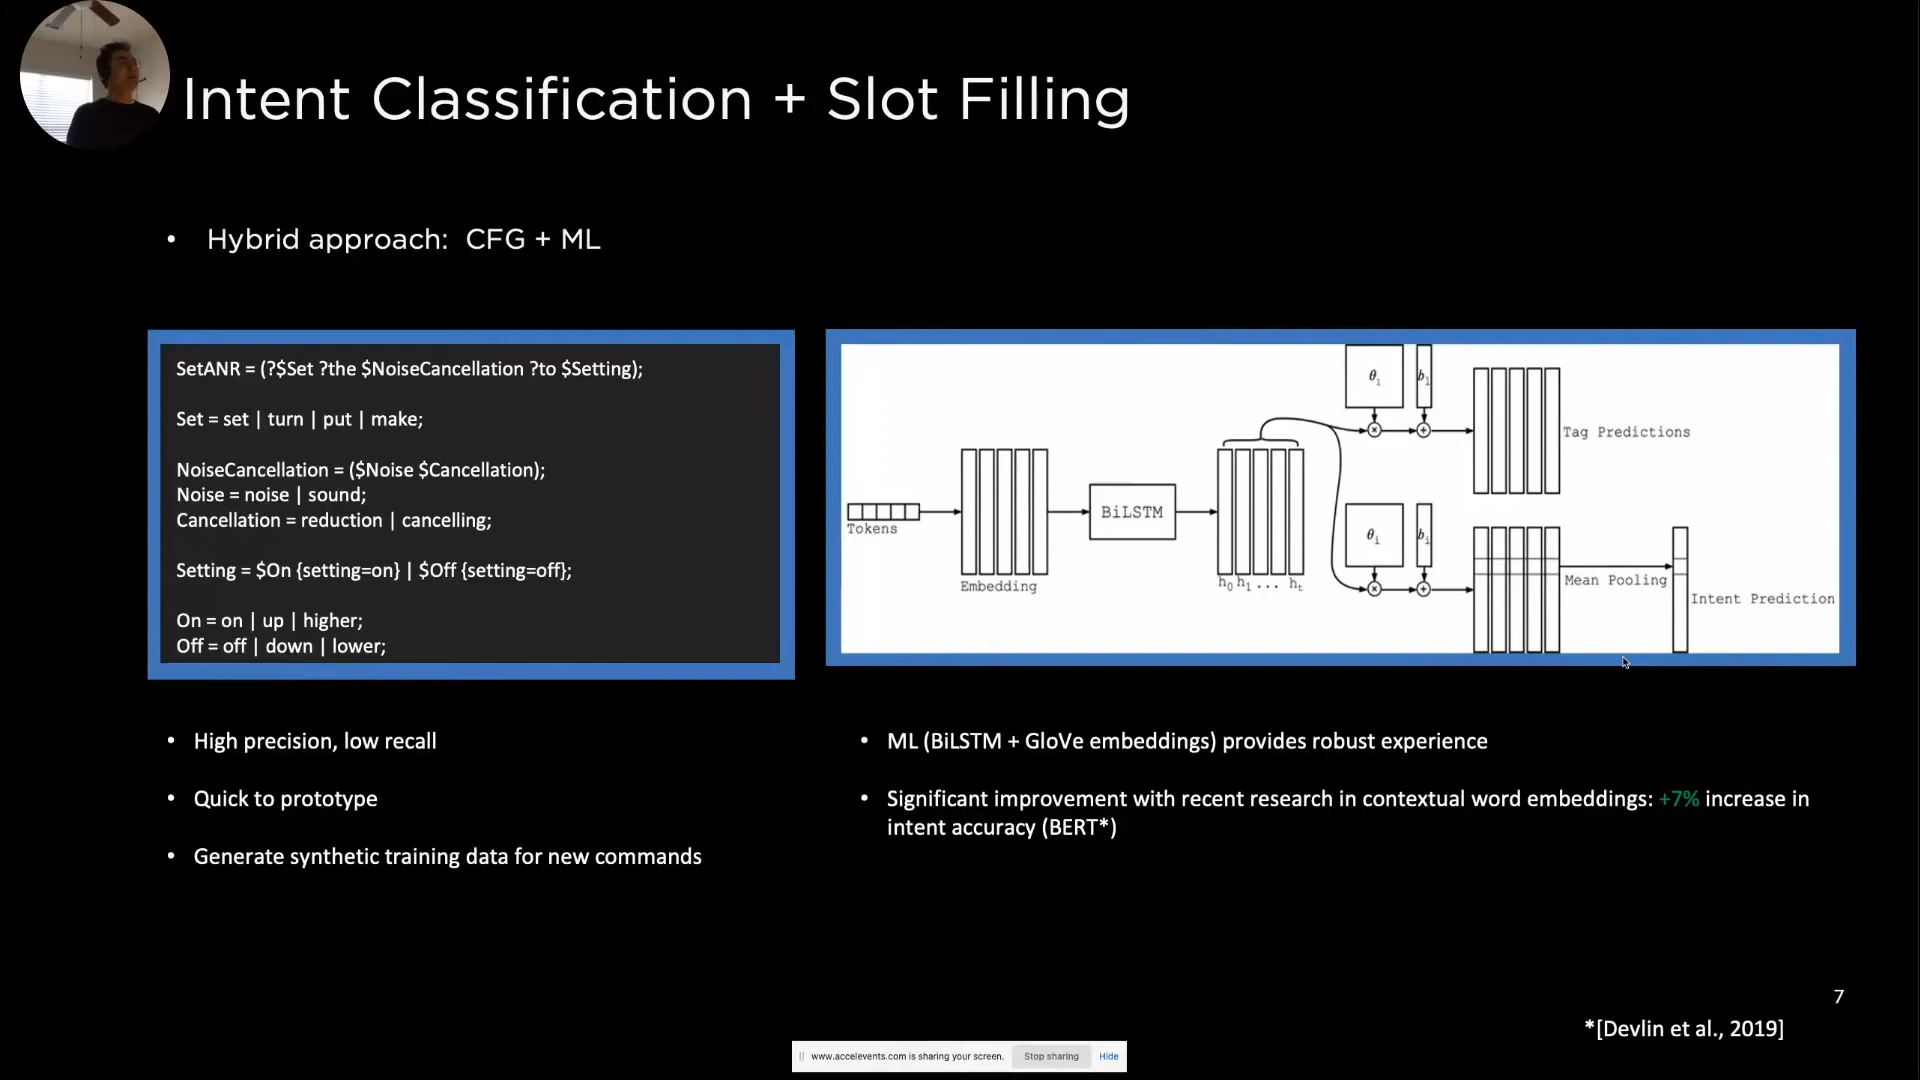 Intent Classification + Slot Filling
• Hybrid approach: CFG + ML
SetANR = (?$Set ?the $NoiseCancellation ?to $Setting);
Set = set | turn | put | make;
NoiseCancellation = ($Noise $Cancellation);
Noise = noise | sound;
Cancellation = reduction | cancelling;
Setting = $On {setting=on} | $Off {setting=off};
On = on | up | higher;
Off = off | down | lower;
• High precision, low recall
• Quick to prototype
• Generate synthetic training data for new commands
Tokens
Embedding
BiLSTM
h₀ h₁ ... hₜ
θ₁ b₁
Tag Predictions
θᵢ bᵢ
Mean Pooling
Intent Prediction
• ML (BiLSTM + GloVe embeddings) provides robust experience
• Significant improvement with recent research in contextual word embeddings: +7% increase in
intent accuracy (BERT*)
7
*[Devlin et al., 2019]
www.accelevents.com is sharing your screen. Stop sharing Hide